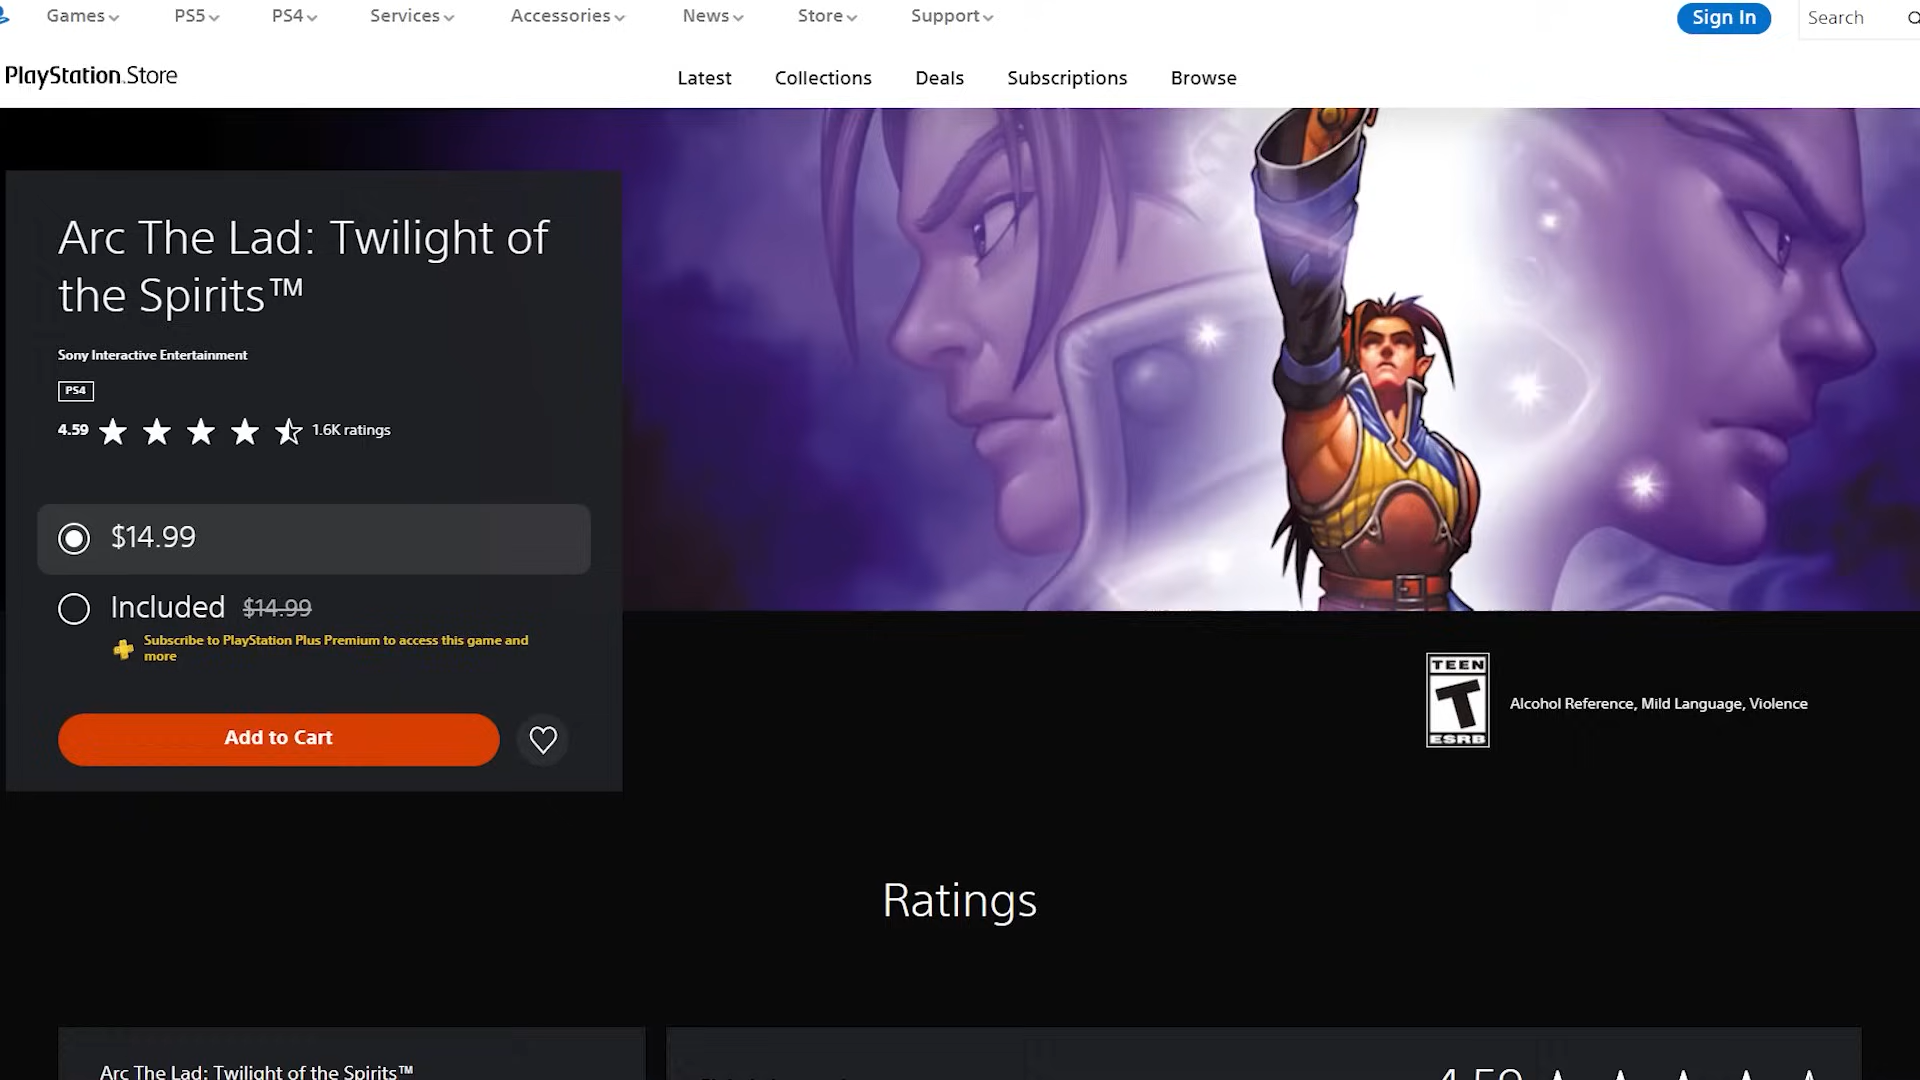 Games PS5 PS4 Services Accessories News Store Support Sign In Search
PlayStation.Store
Latest Collections Deals Subscriptions Browse
Arc The Lad: Twilight of
the Spirits™
Sony Interactive Entertainment
PS4
4.59 1.6K ratings
$14.99
Included $14.99
Subscribe to PlayStation Plus Premium to access this game and
more
Add to Cart
TEEN
T
ESRB
Alcohol Reference, Mild Language, Violence
Ratings
Arc The Lad: Twilight of the Spirits™
4.59